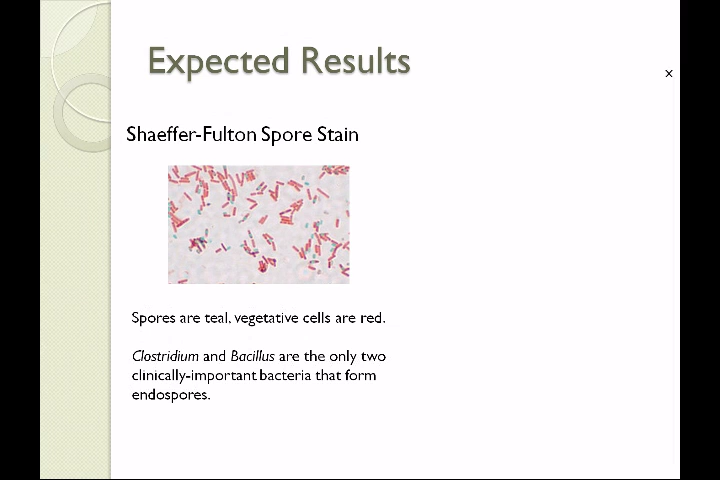 Expected Results
x
Shaeffer-Fulton Spore Stain
Spores are teal, vegetative cells are red.
Clostridium and Bacillus are the only two
clinically-important bacteria that form
endospores.